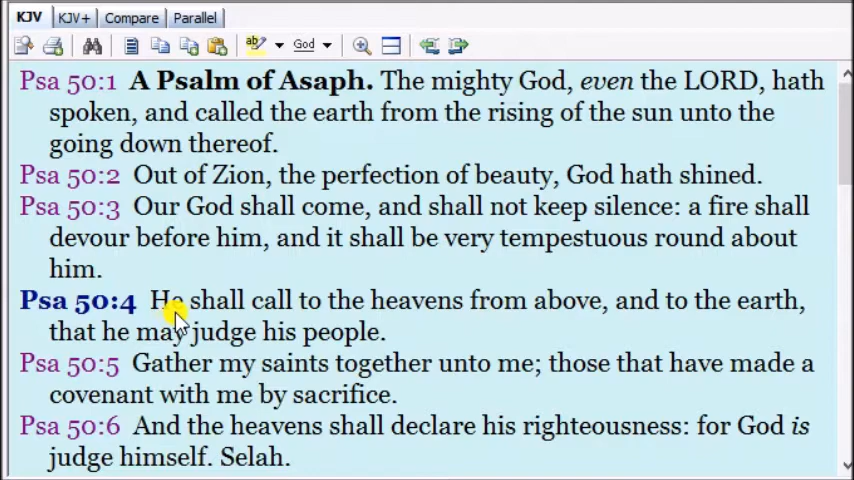 KJV KJV+ Compare Parallel
ab God
Psa 50:1 A Psalm of Asaph. The mighty God, even the LORD, hath
spoken, and called the earth from the rising of the sun unto the
going down thereof.
Psa 50:2 Out of Zion, the perfection of beauty, God hath shined.
Psa 50:3 Our God shall come, and shall not keep silence: a fire shall
devour before him, and it shall be very tempestuous round about
him.
Psa 50:4 He shall call to the heavens from above, and to the earth,
that he may judge his people.
Psa 50:5 Gather my saints together unto me; those that have made a
covenant with me by sacrifice.
Psa 50:6 And the heavens shall declare his righteousness: for God is
judge himself. Selah.